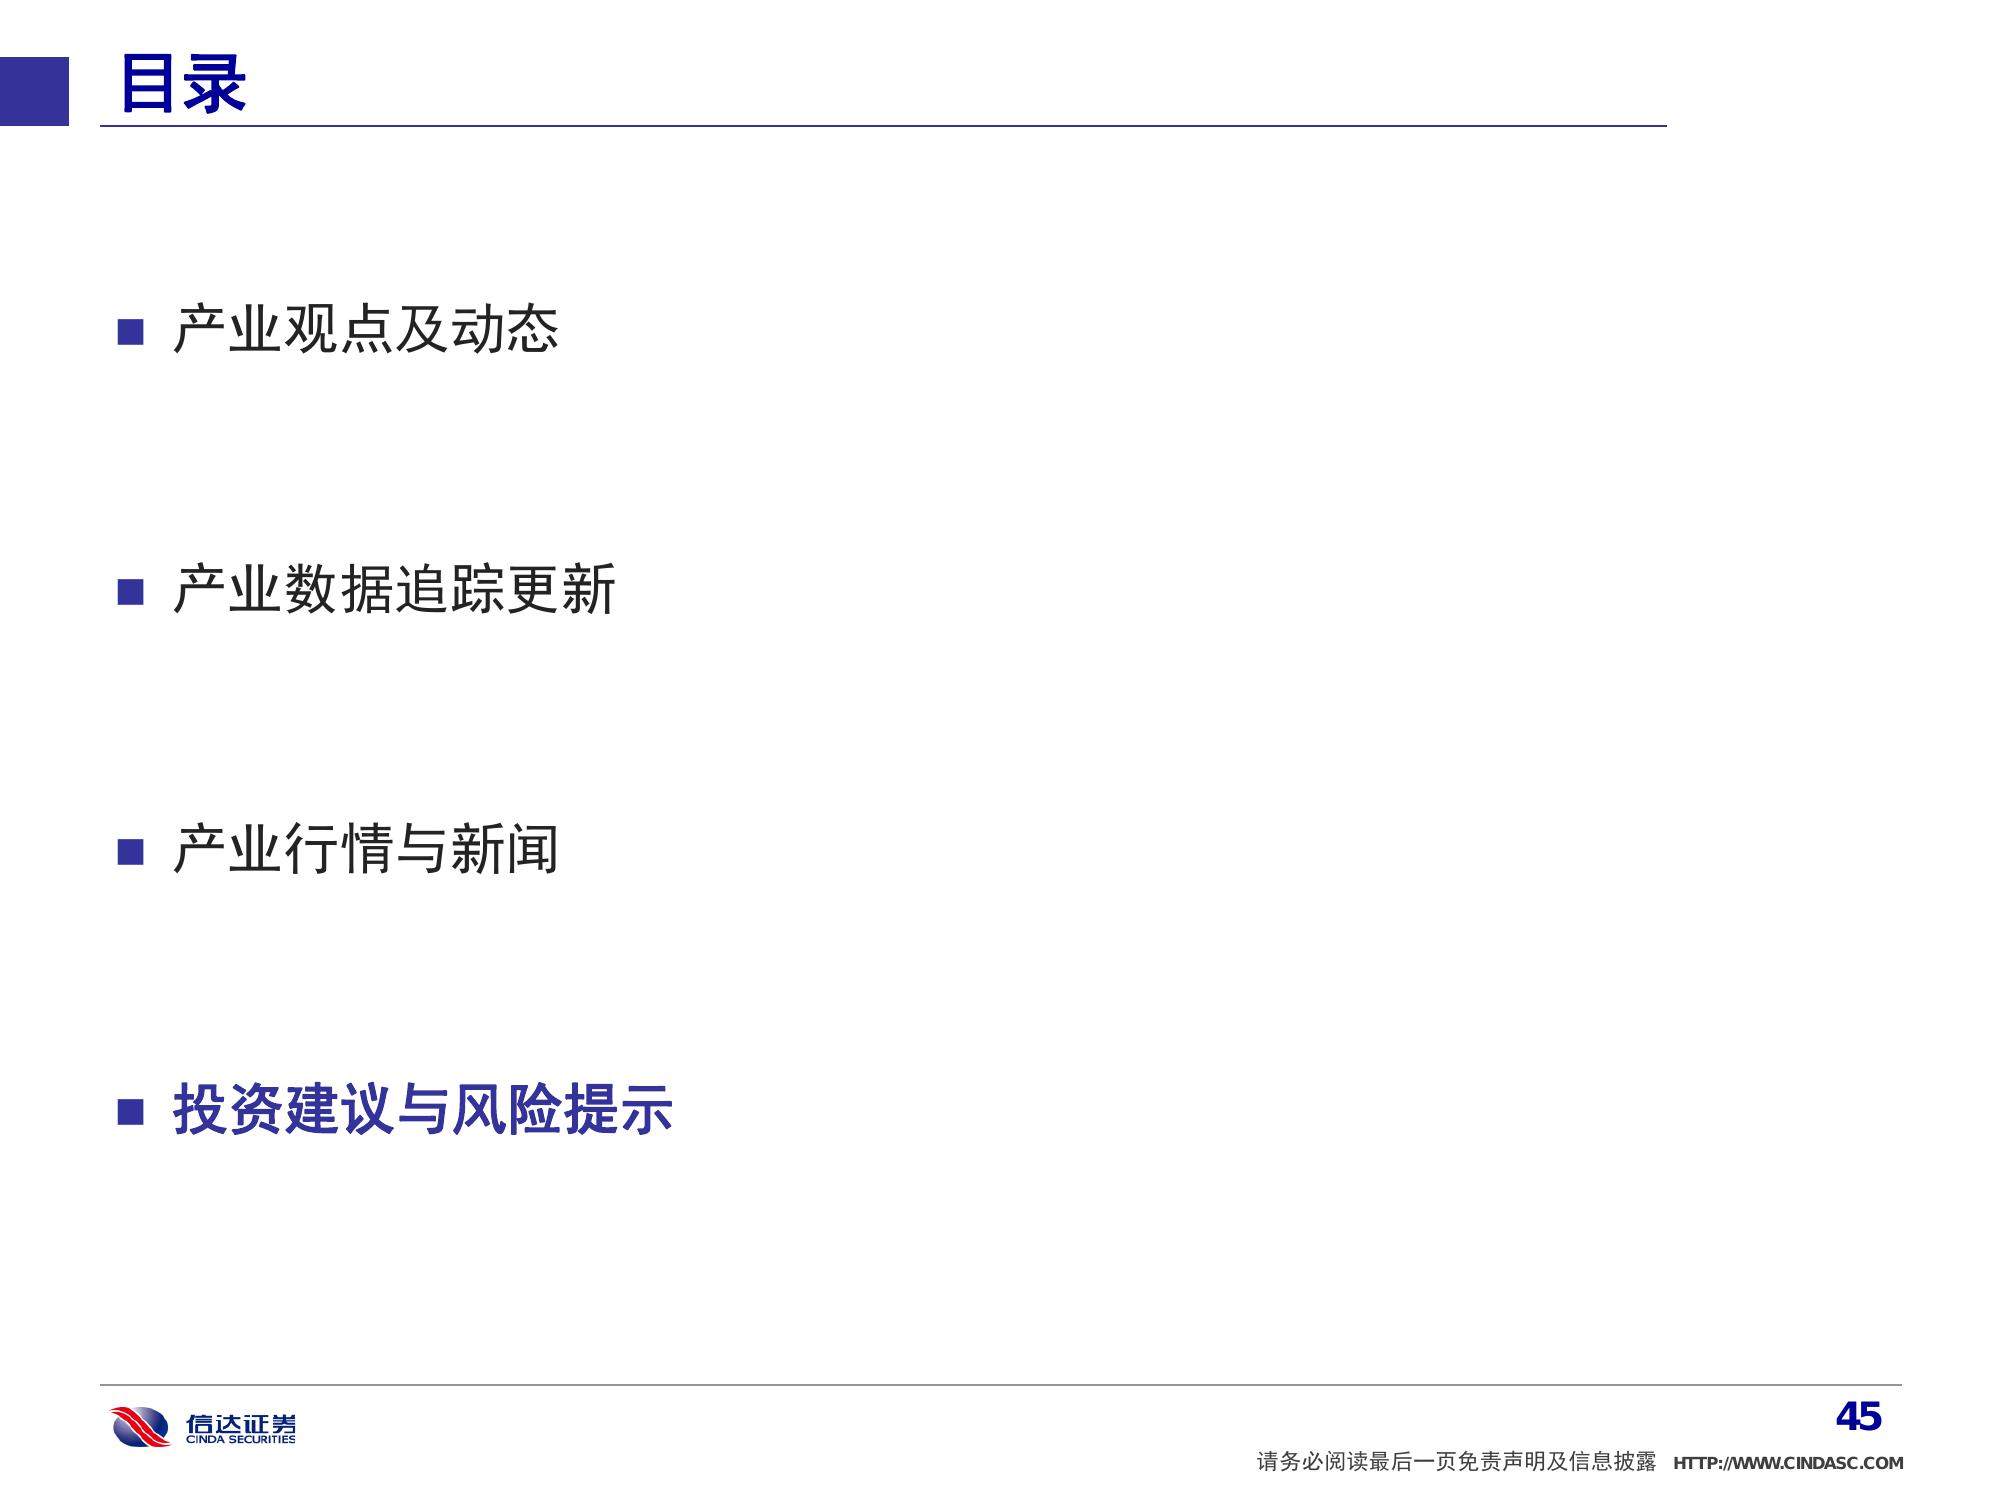 目录
产业观点及动态
产业数据追踪更新
产业行情与新闻
投资建议与风险提示
信达证券
CINDA SECURITIES
45
请务必阅读最后一页免责声明及信息披露 HTTP://WWW.CINDASC.COM